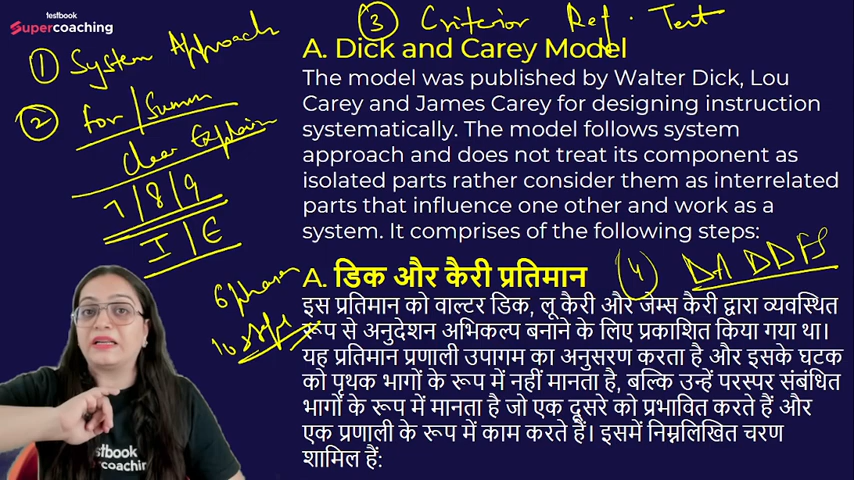 testbook
Supercoaching
① System Approach
② for/Summ
clear Explain
7/8/9
I/E
6 phases
10 steps
③ Criterior Ref. Test
A. Dick and Carey Model
The model was published by Walter Dick, Lou
Carey and James Carey for designing instruction
systematically. The model follows system
approach and does not treat its component as
isolated parts rather consider them as interrelated
parts that influence one other and work as a
system. It comprises of the following steps:
④ DA DDFS
A. डिक और कैरी प्रतिमान
इस प्रतिमान को वाल्टर डिक, लू कैरी और जेम्स कैरी द्वारा व्यवस्थित
रूप से अनुदेशन अभिकल्प बनाने के लिए प्रकाशित किया गया था।
यह प्रतिमान प्रणाली उपागम का अनुसरण करता है और इसके घटक
को पृथक भागों के रूप में नहीं मानता है, बल्कि उन्हें परस्पर संबंधित
भागों के रूप में मानता है जो एक दूसरे को प्रभावित करते हैं और
एक प्रणाली के रूप में काम करते हैं। इसमें निम्नलिखित चरण
शामिल हैं:
stbook
percoaching